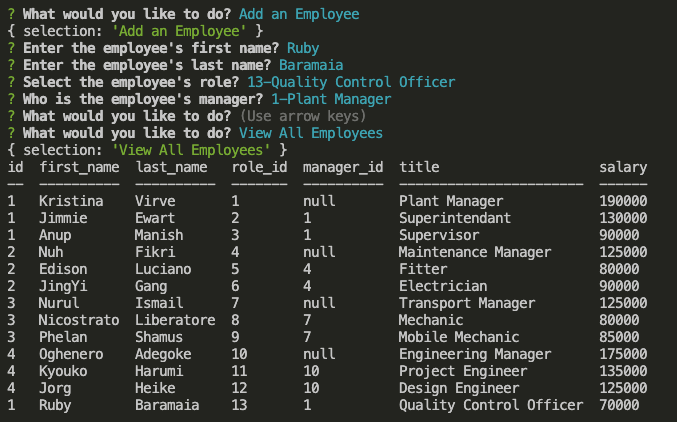 ? What would you like to do? Add an Employee
{ selection: 'Add an Employee' }
? Enter the employee's first name? Ruby
? Enter the employee's last name? Baramaia
? Select the employee's role? 13-Quality Control Officer
? Who is the employee's manager? 1-Plant Manager
? What would you like to do? (Use arrow keys)
? What would you like to do? View All Employees
{ selection: 'View All Employees' }
id  first_name  last_name  role_id  manager_id  title  salary
--  ----------  ----------  -------  ----------  -----------------------  ------
1  Kristina  Virve  1  null  Plant Manager  190000
1  Jimmie  Ewart  2  1  Superintendant  130000
1  Anup  Manish  3  1  Supervisor  90000
2  Nuh  Fikri  4  null  Maintenance Manager  125000
2  Edison  Luciano  5  4  Fitter  80000
2  JingYi  Gang  6  4  Electrician  90000
3  Nurul  Ismail  7  null  Transport Manager  125000
3  Nicostrato  Liberatore  8  7  Mechanic  80000
3  Phelan  Shamus  9  7  Mobile Mechanic  85000
4  Oghenero  Adegoke  10  null  Engineering Manager  175000
4  Kyouko  Harumi  11  10  Project Engineer  135000
4  Jorg  Heike  12  10  Design Engineer  125000
1  Ruby  Baramaia  13  1  Quality Control Officer  70000